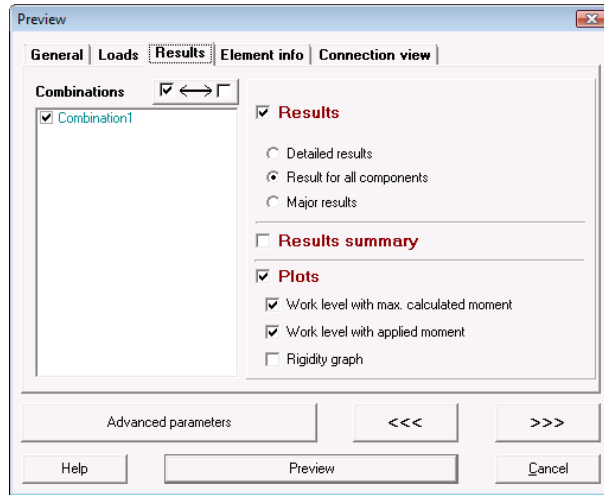 Preview
General Loads Results Element info Connection view
Combinations
Combination1
Results
Detailed results
Result for all components
Major results
Results summary
Plots
Work level with max. calculated moment
Work level with applied moment
Rigidity graph
Advanced parameters <<< >>>
Help Preview Cancel